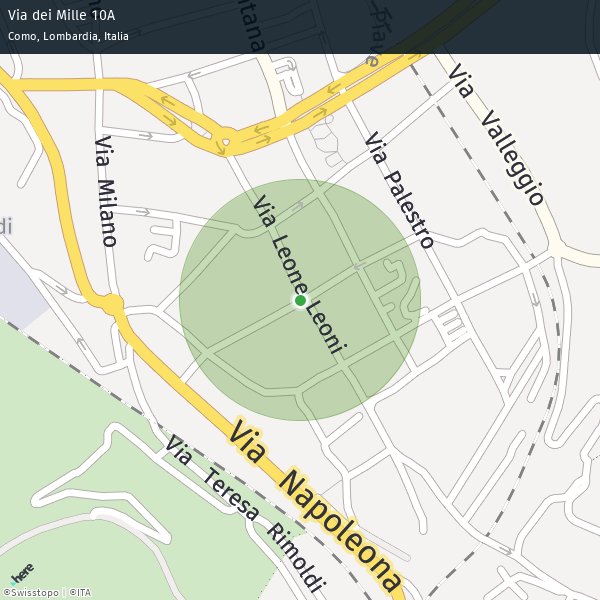 Via dei Mille 10A
Como, Lombardia, Italia
Via Milano
Via Leone Leoni
Via Palestro
Via Valleggio
Via Napoleona
Via Teresa Rimoldi
here
©Swisstopo | ©ITA